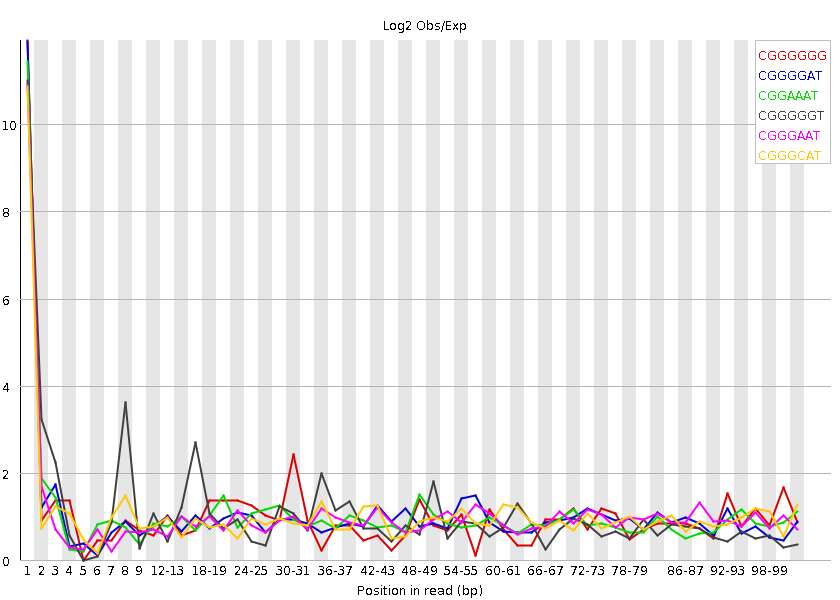 Log2 Obs/Exp
CGGGGGG
CGGGGAT
CGGAAAT
CGGGGGT
CGGGAAT
CGGGCAT
10
8
6
4
2
0
1 2 3 4 5 6 7 8 9 12-13 18-19 24-25 30-31 36-37 42-43 48-49 54-55 60-61 66-67 72-73 78-79 86-87 92-93 98-99
Position in read (bp)